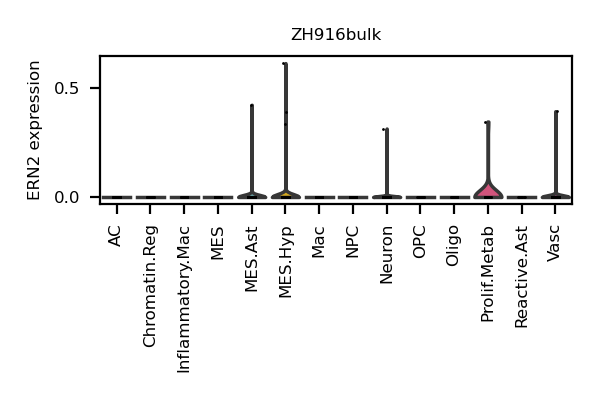 ZH916bulk
ERN2 expression
0.5
0.0
AC
Chromatin.Reg
Inflammatory.Mac
MES
MES.Ast
MES.Hyp
Mac
NPC
Neuron
OPC
Oligo
Prolif.Metab
Reactive.Ast
Vasc